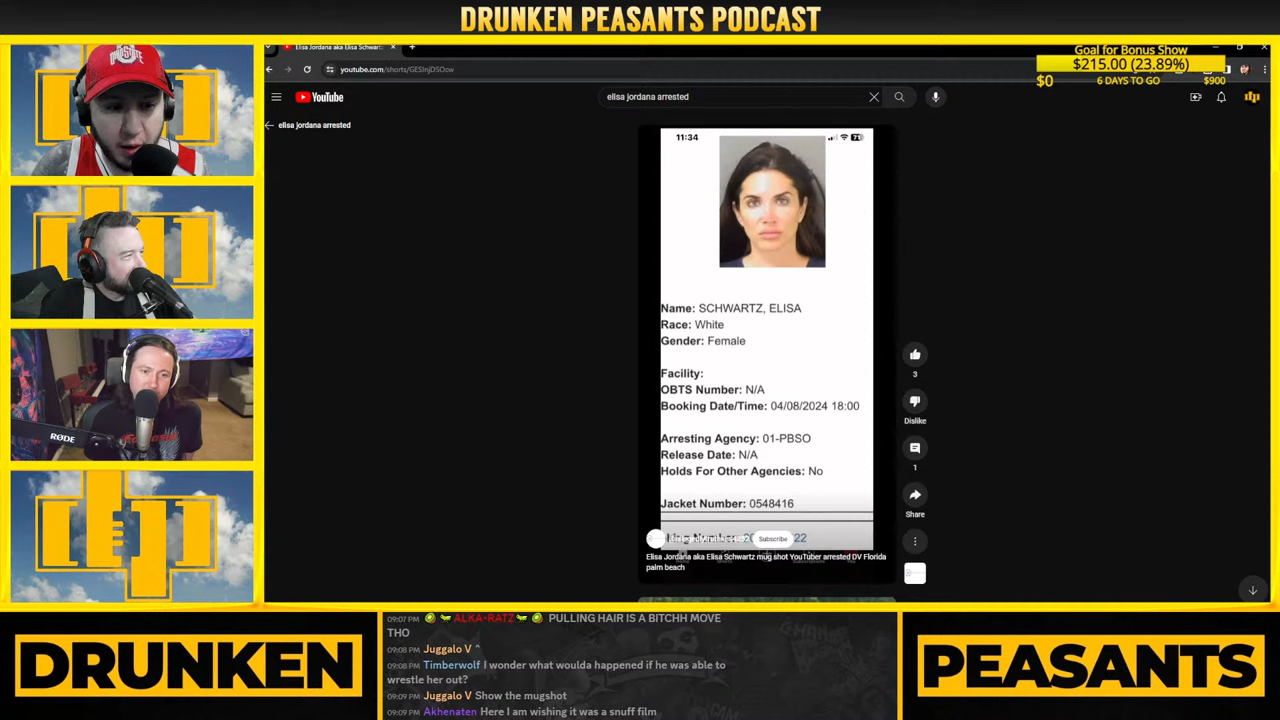 DRUNKEN PEASANTS PODCAST
Elisa Jordana aka Elisa Schwart
youtube.com/shorts/GESInjDSOcw
Goal for Bonus Show
$215.00 (23.89%)
$0
6 DAYS TO GO
$900
YouTube
elisa jordana arrested
elisa jordana arrested
11:34
Name: SCHWARTZ, ELISA
Race: White
Gender: Female
Facility:
OBTS Number: N/A
Booking Date/Time: 04/08/2024 18:00
Arresting Agency: 01-PBSO
Release Date: N/A
Holds For Other Agencies: No
Jacket Number: 0548416
Subscribe
Elisa Jordana aka Elisa Schwartz mug shot YouTuber arrested DV Florida
palm beach
3
Dislike
1
Share
RØDE
DRUNKEN
09:07 PM ALKA-RATZ PULLING HAIR IS A BITCHH MOVE
THO
09:08 PM Juggalo V ^
09:08 PM Timberwolf I wonder what woulda happened if he was able to
wrestle her out?
09:09 PM Juggalo V Show the mugshot
09:09 PM Akhenaten Here I am wishing it was a snuff film
PEASANTS